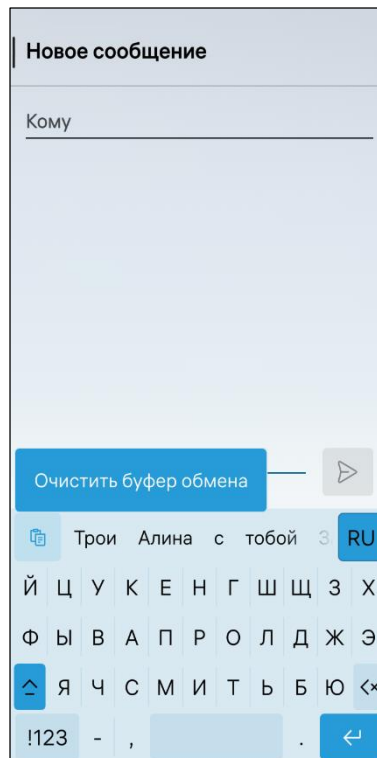 Новое сообщение
Кому
Очистить буфер обмена
Трои Алина с тобой З RU
Й Ц У К Е Н Г Ш Щ З Х
Ф Ы В А П Р О Л Д Ж Э
Я Ч С М И Т Ь Б Ю
!123 - , .